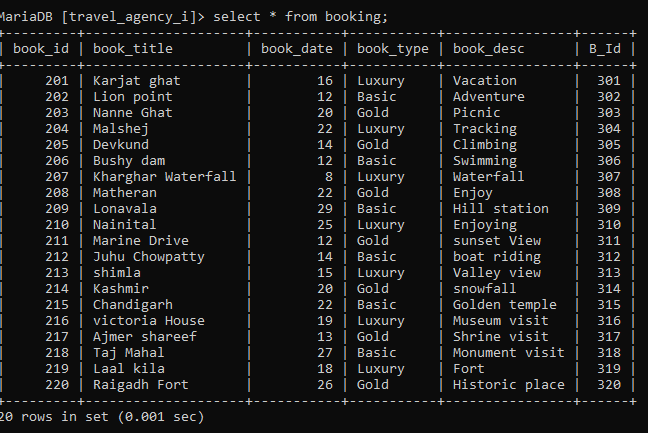 MariaDB [travel_agency_i]> select * from booking;
+---------+--------------------+-----------+-----------+----------------+------+
| book_id | book_title | book_date | book_type | book_desc | B_Id |
+---------+--------------------+-----------+-----------+----------------+------+
| 201 | Karjat ghat | 16 | Luxury | Vacation | 301 |
| 202 | Lion point | 12 | Basic | Adventure | 302 |
| 203 | Nanne Ghat | 20 | Gold | Picnic | 303 |
| 204 | Malshej | 22 | Luxury | Tracking | 304 |
| 205 | Devkund | 14 | Gold | Climbing | 305 |
| 206 | Bushy dam | 12 | Basic | Swimming | 306 |
| 207 | Kharghar Waterfall | 8 | Luxury | Waterfall | 307 |
| 208 | Matheran | 22 | Gold | Enjoy | 308 |
| 209 | Lonavala | 29 | Basic | Hill station | 309 |
| 210 | Nainital | 25 | Luxury | Enjoying | 310 |
| 211 | Marine Drive | 12 | Gold | sunset View | 311 |
| 212 | Juhu Chowpatty | 14 | Basic | boat riding | 312 |
| 213 | shimla | 15 | Luxury | Valley view | 313 |
| 214 | Kashmir | 20 | Gold | snowfall | 314 |
| 215 | Chandigarh | 22 | Basic | Golden temple | 315 |
| 216 | victoria House | 19 | Luxury | Museum visit | 316 |
| 217 | Ajmer shareef | 13 | Gold | Shrine visit | 317 |
| 218 | Taj Mahal | 27 | Basic | Monument visit | 318 |
| 219 | Laal kila | 18 | Luxury | Fort | 319 |
| 220 | Raigadh Fort | 26 | Gold | Historic place | 320 |
+---------+--------------------+-----------+-----------+----------------+------+
20 rows in set (0.001 sec)